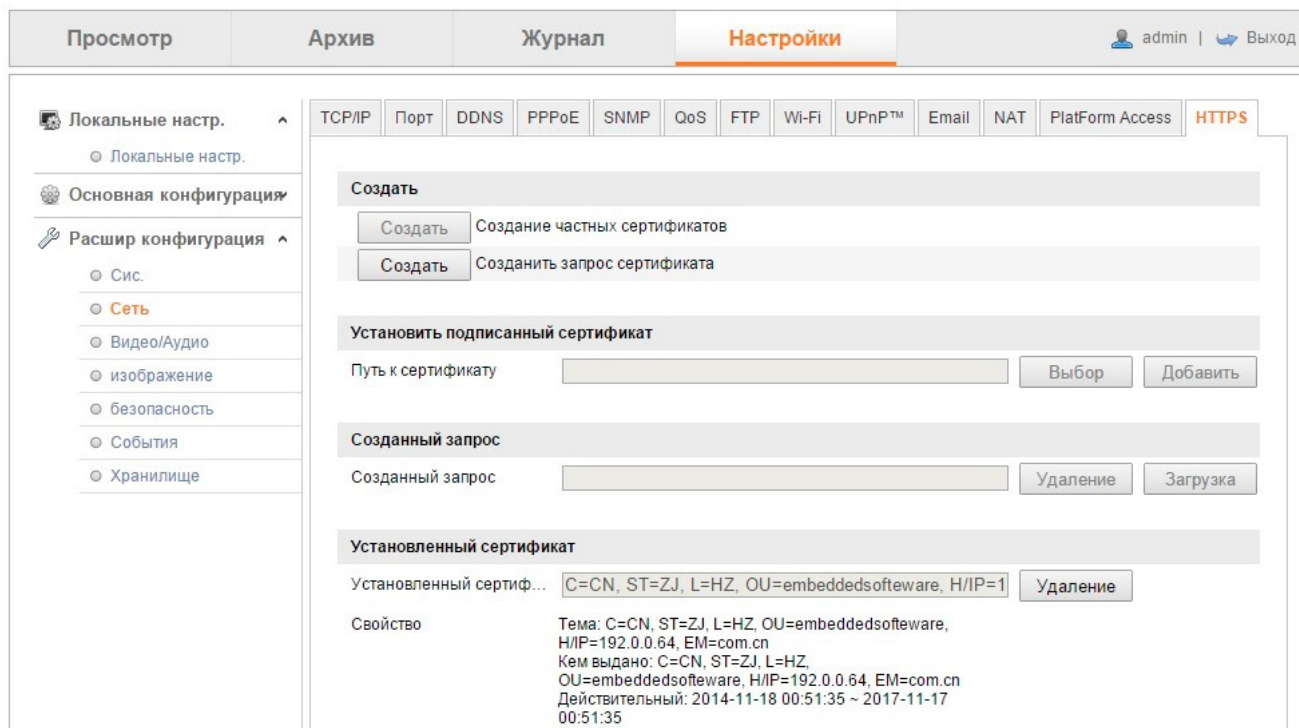 Просмотр Архив Журнал Настройки admin | Выход
Локальные настр.
Локальные настр.
Основная конфигурация
Расшир конфигурация
Сис.
Сеть
Видео/Аудио
изображение
безопасность
События
Хранилище
TCP/IP Порт DDNS PPPoE SNMP QoS FTP Wi-Fi UPnP™ Email NAT PlatForm Access HTTPS
Создать
Создать Создание частных сертификатов
Создать Созданить запрос сертификата
Установить подписанный сертификат
Путь к сертификату Выбор Добавить
Созданный запрос
Созданный запрос Удаление Загрузка
Установленный сертификат
Установленный сертиф... C=CN, ST=ZJ, L=HZ, OU=embeddedsofteware, H/IP=1 Удаление
Свойство Тема: C=CN, ST=ZJ, L=HZ, OU=embeddedsofteware,
H/IP=192.0.0.64, EM=com.cn
Кем выдано: C=CN, ST=ZJ, L=HZ,
OU=embeddedsofteware, H/IP=192.0.0.64, EM=com.cn
Действительный: 2014-11-18 00:51:35 ~ 2017-11-17
00:51:35